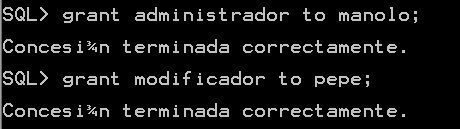 SQL> grant administrador to manolo;
Concesi¾n terminada correctamente.
SQL> grant modificador to pepe;
Concesi¾n terminada correctamente.